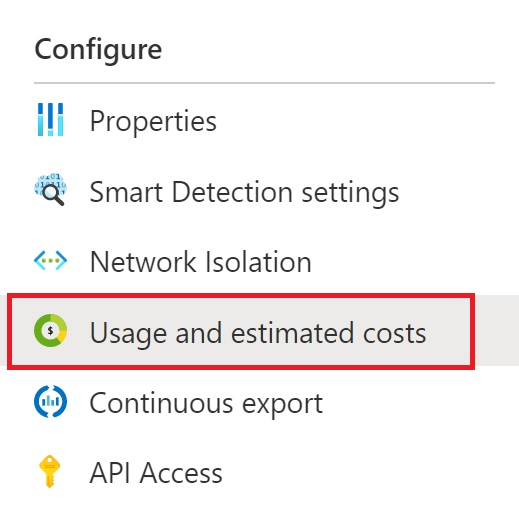 Configure
Properties
Smart Detection settings
Network Isolation
$
Usage and estimated costs
Continuous export
API Access